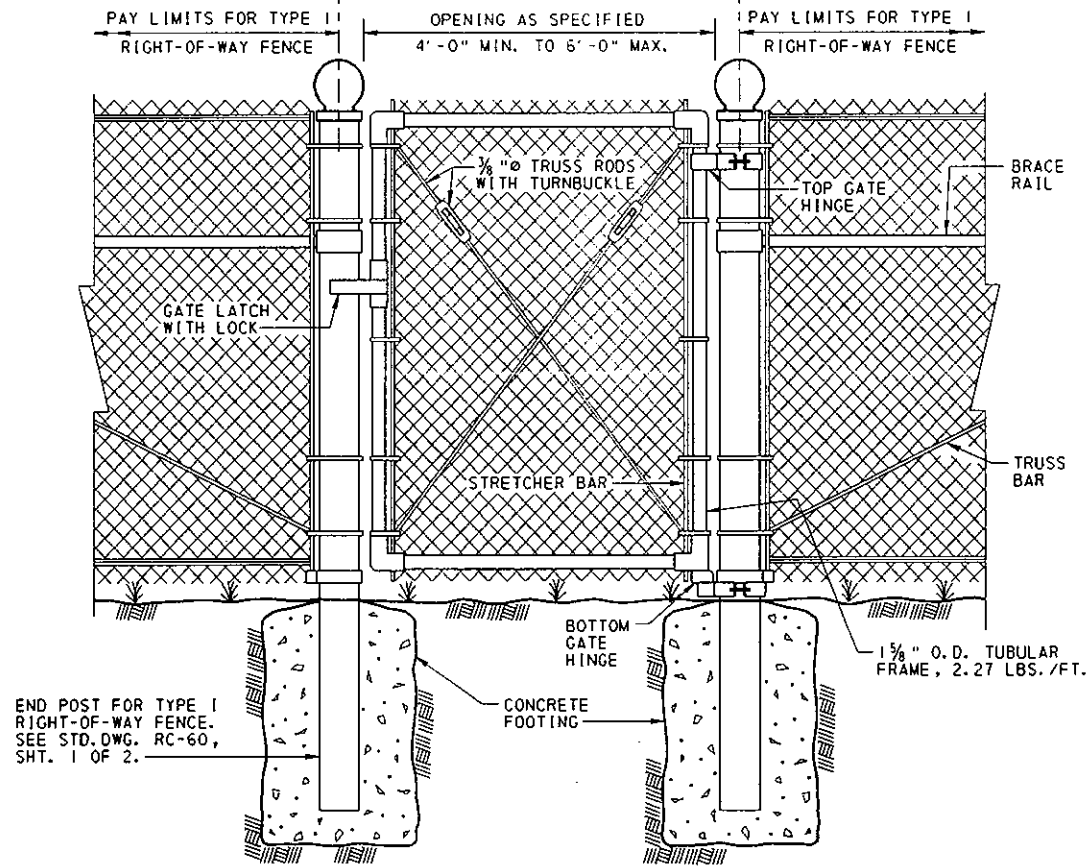 PAY LIMITS FOR TYPE I
RIGHT-OF-WAY FENCE
OPENING AS SPECIFIED
4'-0" MIN. TO 6'-0" MAX.
PAY LIMITS FOR TYPE I
RIGHT-OF-WAY FENCE
3/8"Ø TRUSS RODS
WITH TURNBUCKLE
TOP GATE
HINGE
BRACE
RAIL
GATE LATCH
WITH LOCK
STRETCHER BAR
TRUSS
BAR
BOTTOM
GATE
HINGE
1 5/8" O.D. TUBULAR
FRAME, 2.27 LBS./FT.
END POST FOR TYPE I
RIGHT-OF-WAY FENCE.
SEE STD. DWG. RC-60,
SHT. 1 OF 2.
CONCRETE
FOOTING